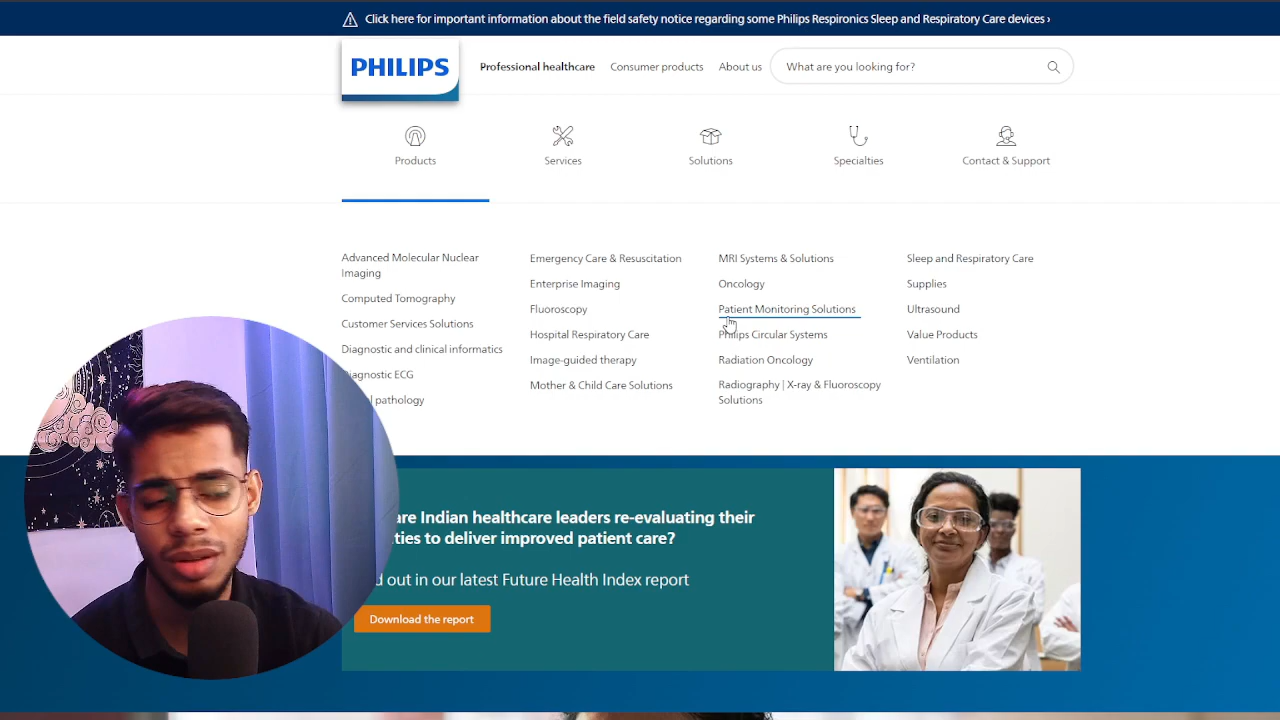 Click here for important information about the field safety notice regarding some Philips Respironics Sleep and Respiratory Care devices ›
PHILIPS
Professional healthcare
Consumer products
About us
What are you looking for?
Products
Services
Solutions
Specialties
Contact & Support
Advanced Molecular Nuclear
Imaging
Computed Tomography
Customer Services Solutions
Diagnostic and clinical informatics
agnostic ECG
pathology
Emergency Care & Resuscitation
Enterprise Imaging
Fluoroscopy
Hospital Respiratory Care
Image-guided therapy
Mother & Child Care Solutions
MRI Systems & Solutions
Oncology
Patient Monitoring Solutions
Philips Circular Systems
Radiation Oncology
Radiography | X-ray & Fluoroscopy
Solutions
Sleep and Respiratory Care
Supplies
Ultrasound
Value Products
Ventilation
are Indian healthcare leaders re-evaluating their
ties to deliver improved patient care?
d out in our latest Future Health Index report
Download the report